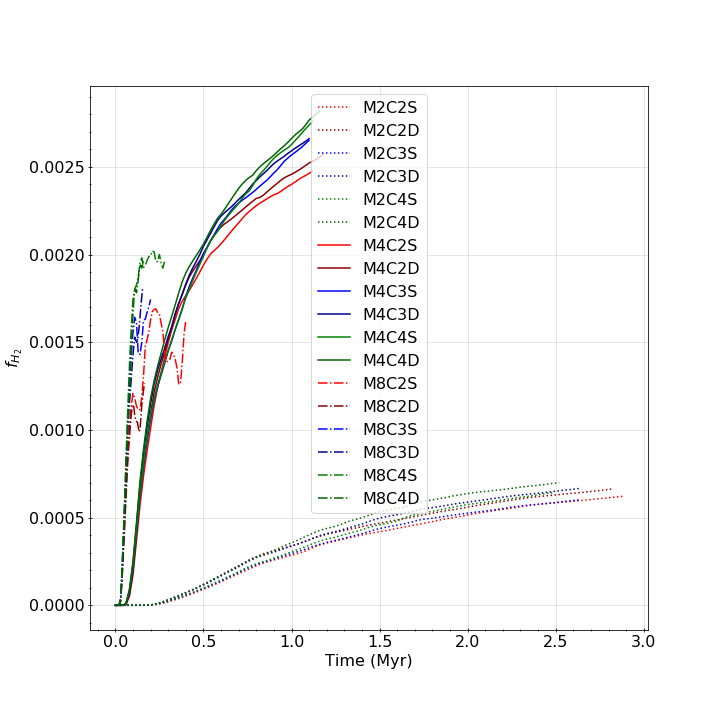 M2C2S
M2C2D
M2C3S
M2C3D
M2C4S
M2C4D
M4C2S
M4C2D
M4C3S
M4C3D
M4C4S
M4C4D
M8C2S
M8C2D
M8C3S
M8C3D
M8C4S
M8C4D
0.0025
0.0020
0.0015
0.0010
0.0005
0.0000
f_{H_2}
0.0 0.5 1.0 1.5 2.0 2.5 3.0
Time (Myr)